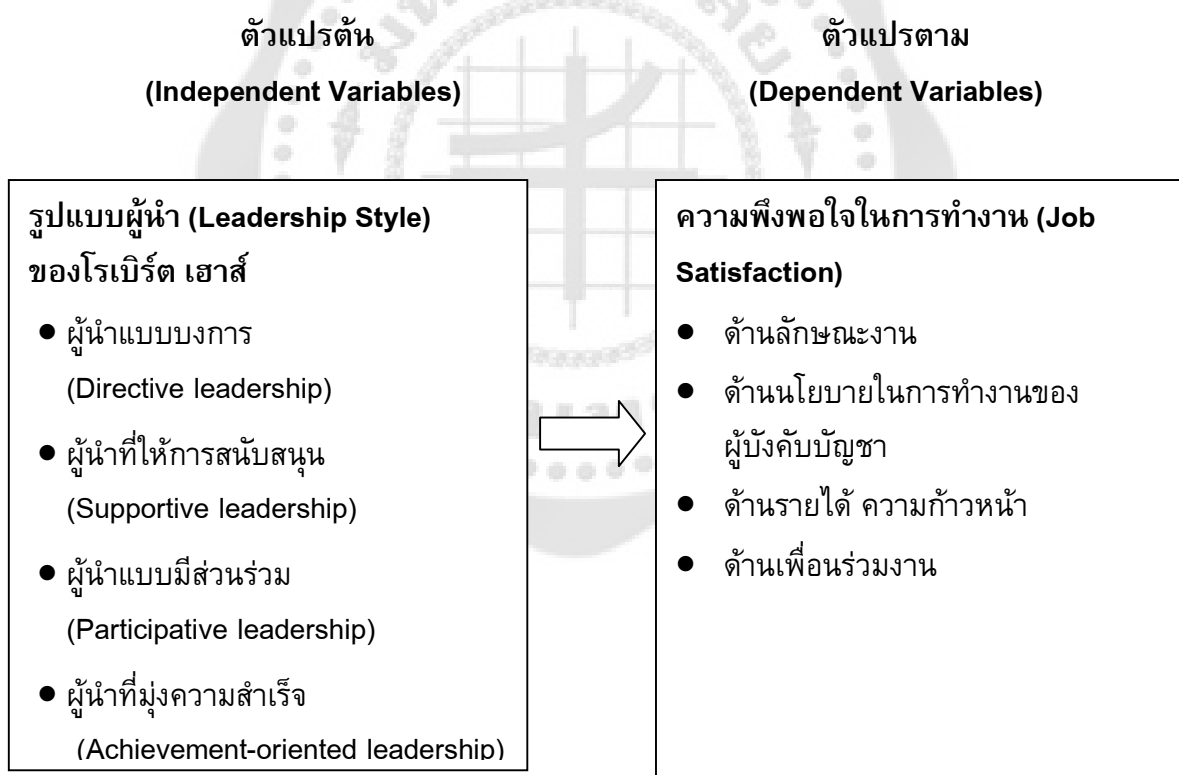 ตัวแปรต้น
(Independent Variables)
ตัวแปรตาม
(Dependent Variables)
รูปแบบผู้นำ (Leadership Style)
ของโรเบิร์ต เฮาส์
● ผู้นำแบบบงการ
(Directive leadership)
● ผู้นำที่ให้การสนับสนุน
(Supportive leadership)
● ผู้นำแบบมีส่วนร่วม
(Participative leadership)
● ผู้นำที่มุ่งความสำเร็จ
(Achievement-oriented leadership)
ความพึงพอใจในการทำงาน (Job
Satisfaction)
● ด้านลักษณะงาน
● ด้านนโยบายในการทำงานของ
ผู้บังคับบัญชา
● ด้านรายได้ ความก้าวหน้า
● ด้านเพื่อนร่วมงาน